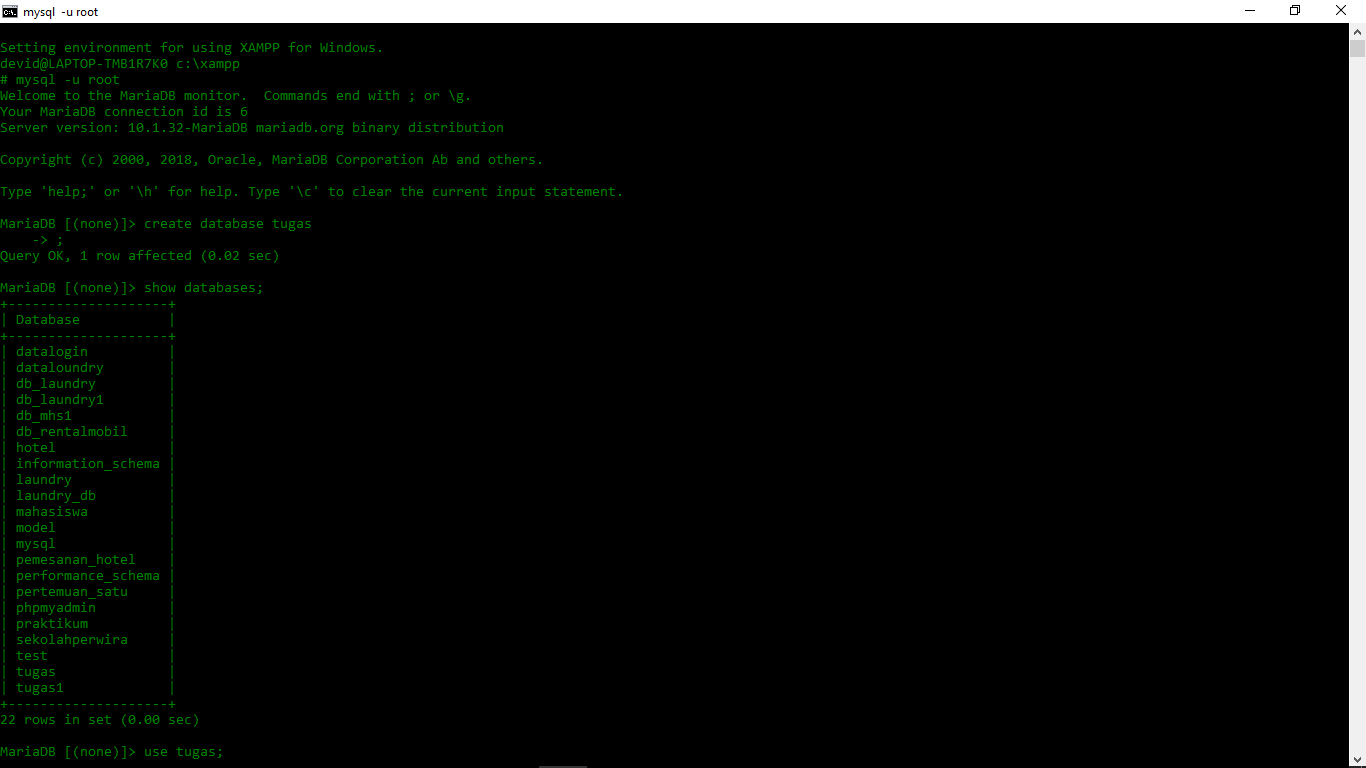 mysql  -u root
Setting environment for using XAMPP for Windows.
devid@LAPTOP-TMB1R7K0 c:\xampp
# mysql -u root
Welcome to the MariaDB monitor.  Commands end with ; or \g.
Your MariaDB connection id is 6
Server version: 10.1.32-MariaDB mariadb.org binary distribution
Copyright (c) 2000, 2018, Oracle, MariaDB Corporation Ab and others.
Type 'help;' or '\h' for help. Type '\c' to clear the current input statement.
MariaDB [(none)]> create database tugas
    -> ;
Query OK, 1 row affected (0.02 sec)
MariaDB [(none)]> show databases;
+--------------------+
| Database           |
+--------------------+
| datalogin          |
| dataloundry        |
| db_laundry         |
| db_laundry1        |
| db_mhs1            |
| db_rentalmobil     |
| hotel              |
| information_schema |
| laundry            |
| laundry_db         |
| mahasiswa          |
| model              |
| mysql              |
| pemesanan_hotel    |
| performance_schema |
| pertemuan_satu     |
| phpmyadmin         |
| praktikum          |
| sekolahperwira     |
| test               |
| tugas              |
| tugas1             |
+--------------------+
22 rows in set (0.00 sec)
MariaDB [(none)]> use tugas;